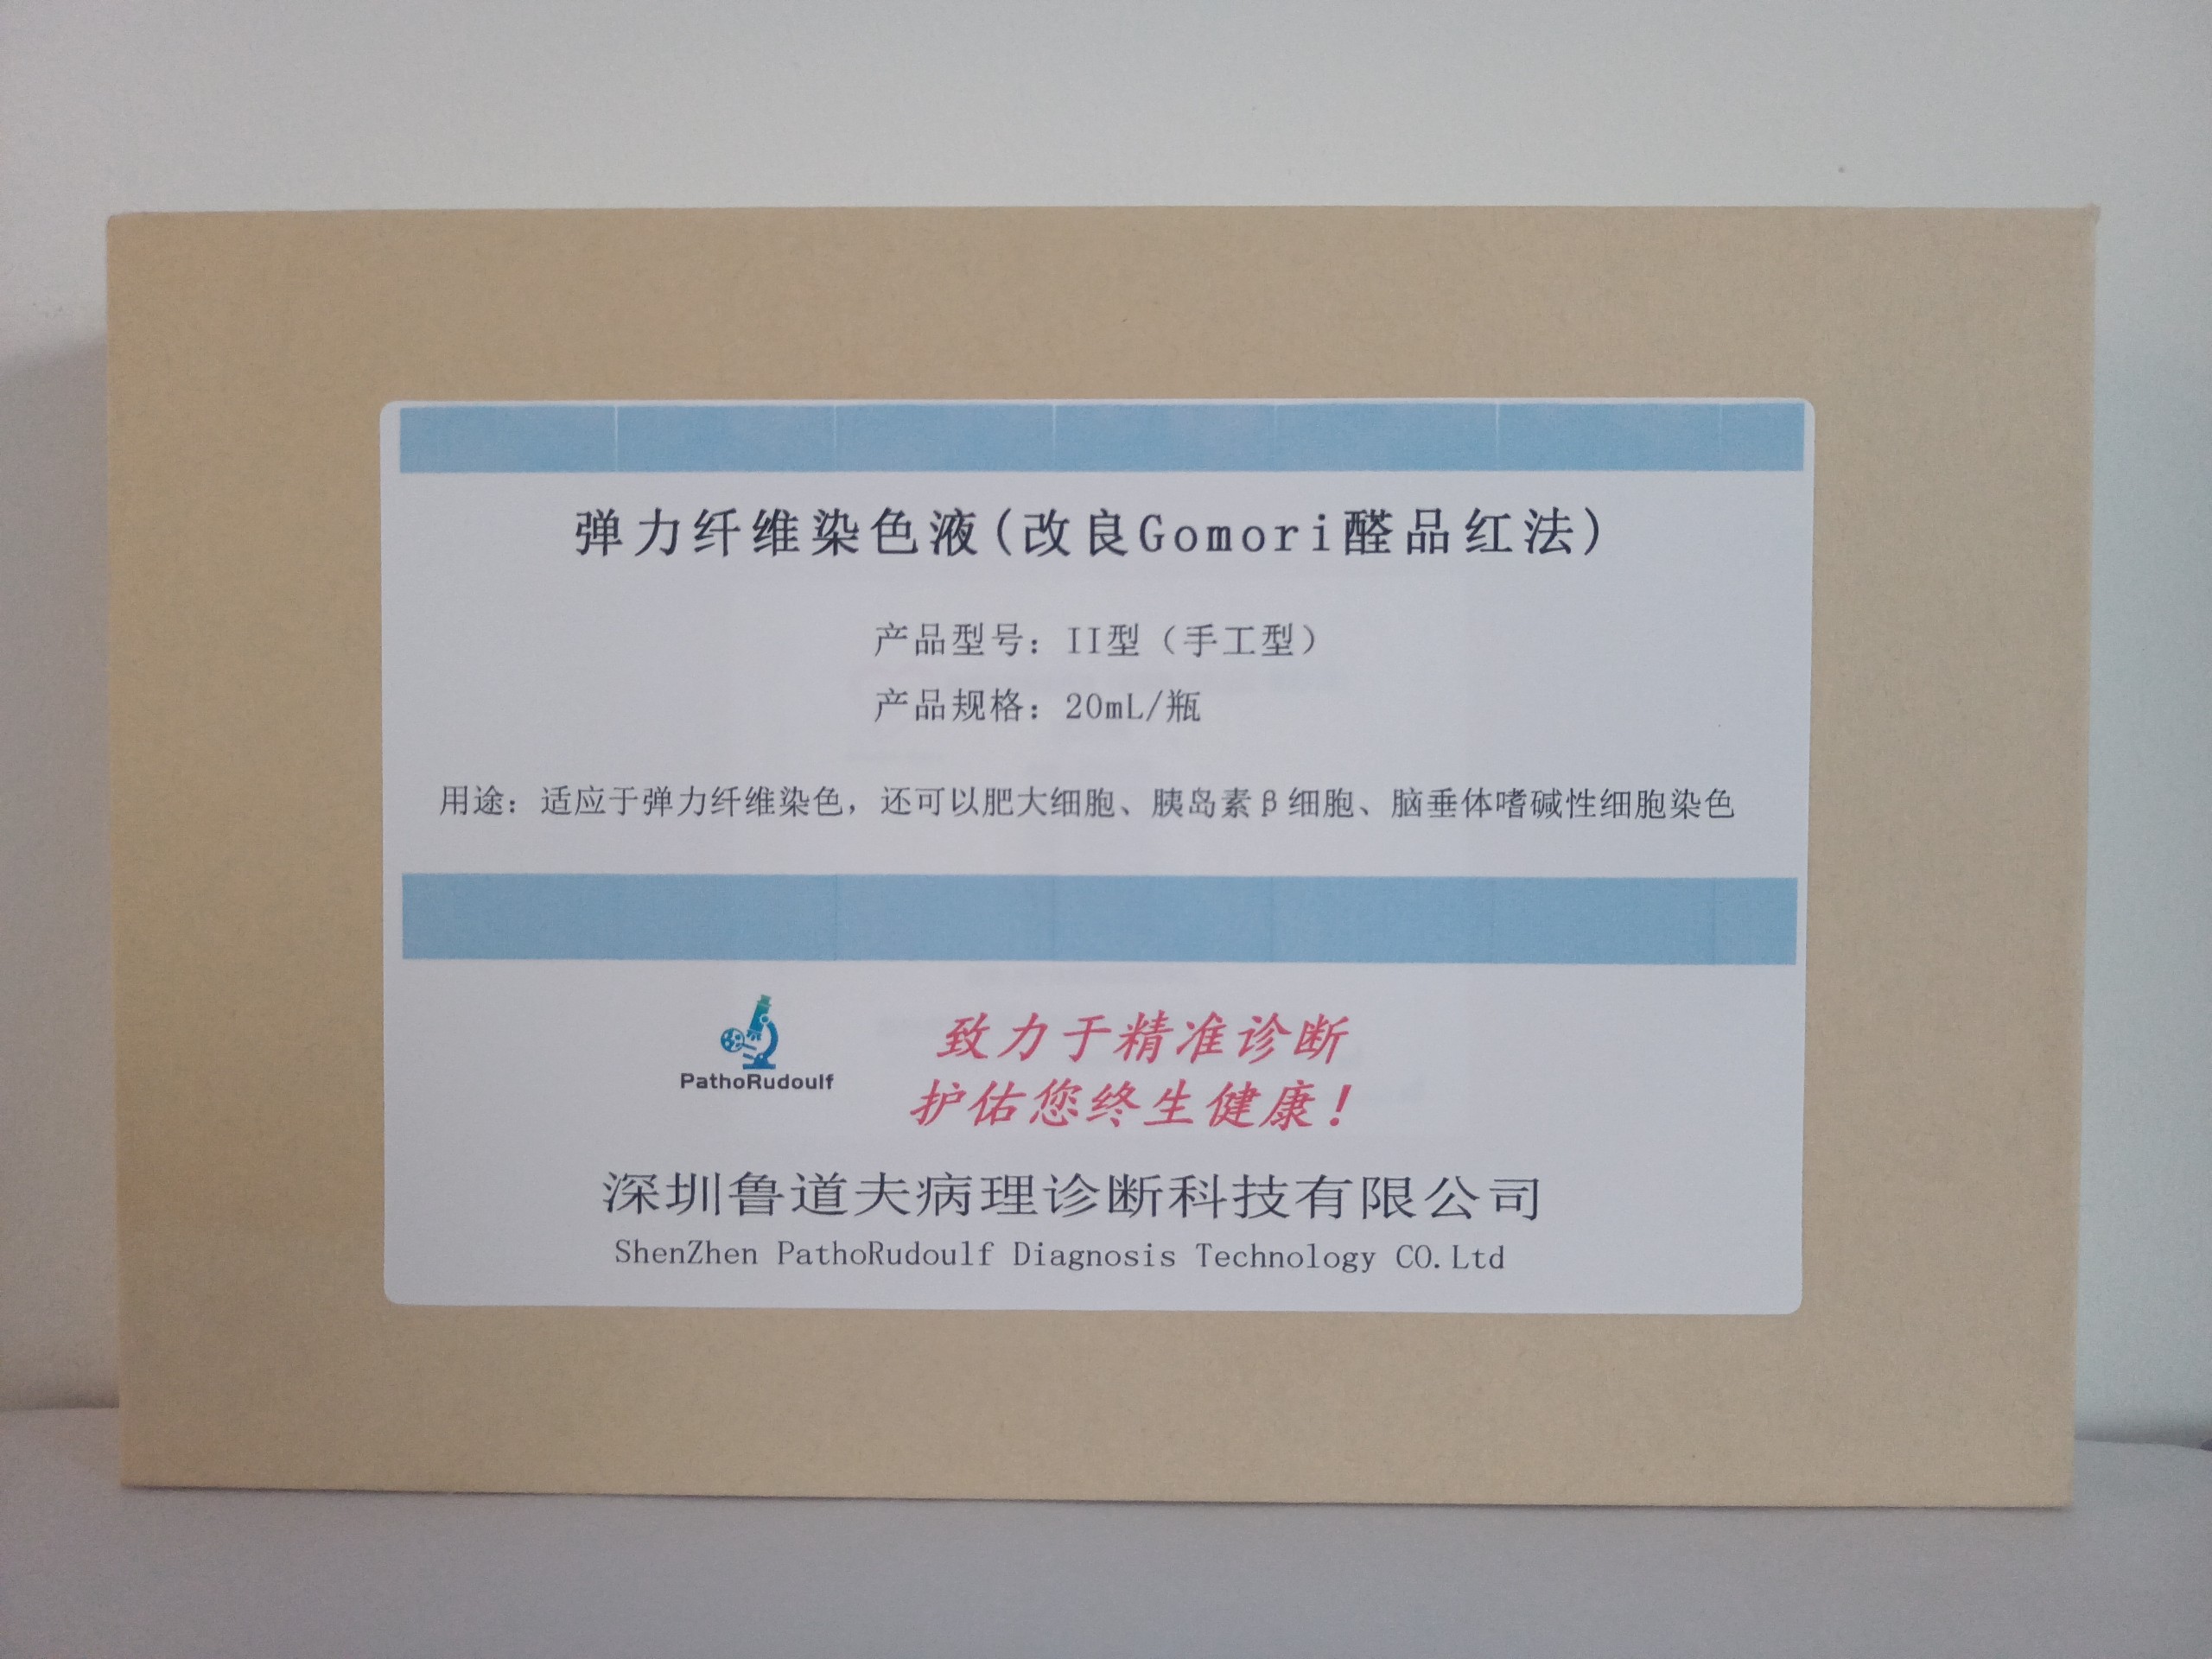 弹力纤维染色液(改良Gomori醛品红法)
产品型号：II型（手工型）
产品规格：20mL/瓶
用途：适应于弹力纤维染色，还可以肥大细胞、胰岛素β细胞、脑垂体嗜碱性细胞染色
PathoRudoulf
致力于精准诊断
护佑您终生健康！
深圳鲁道夫病理诊断科技有限公司
ShenZhen PathoRudoulf Diagnosis Technology CO.Ltd